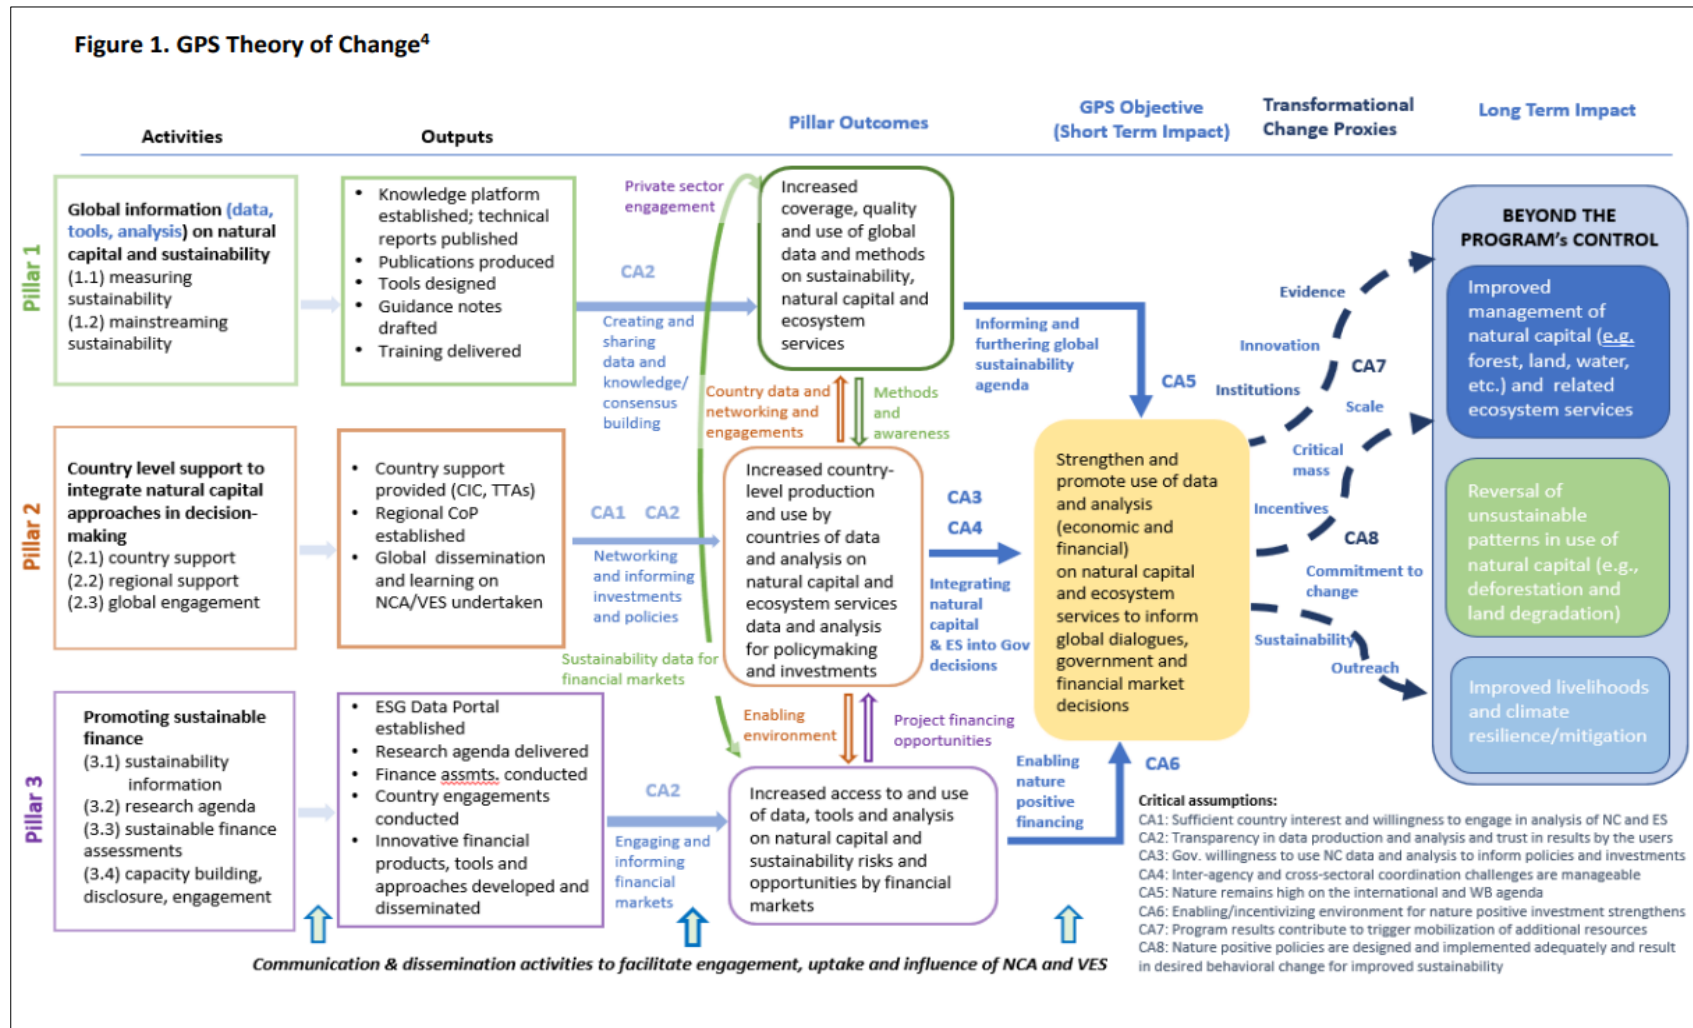 Figure 1. GPS Theory of Change4
Activities
Outputs
Pillar Outcomes
GPS Objective
(Short Term Impact)
Transformational
Change Proxies
Long Term Impact
Pillar 1
Global information (data,
tools, analysis) on natural
capital and sustainability
(1.1) measuring
sustainability
(1.2) mainstreaming
sustainability
• Knowledge platform
established; technical
reports published
• Publications produced
• Tools designed
• Guidance notes
drafted
• Training delivered
CA2
Creating and
sharing
data and
knowledge/
consensus
building
Private sector
engagement
Increased
coverage, quality
and use of global
data and methods
on sustainability,
natural capital and
ecosystem
services
Informing and
furthering global
sustainability
agenda
CA5
Country data and
networking and
engagements
Methods
and
awareness
Pillar 2
Country level support to
integrate natural capital
approaches in decision-
making
(2.1) country support
(2.2) regional support
(2.3) global engagement
• Country support
provided (CIC, TTAs)
• Regional CoP
established
• Global dissemination
and learning on
NCA/VES undertaken
CA1 CA2
Networking
and informing
investments
and policies
Sustainability data for
financial markets
Increased country-
level production
and use by
countries of data
and analysis on
natural capital and
ecosystem services
data and analysis
for policymaking
and investments
CA3
CA4
Integrating
natural
capital
& ES into Gov
decisions
Enabling
environment
Project financing
opportunities
Pillar 3
Promoting sustainable
finance
(3.1) sustainability
information
(3.2) research agenda
(3.3) sustainable finance
assessments
(3.4) capacity building,
disclosure, engagement
• ESG Data Portal
established
• Research agenda delivered
• Finance assmts. conducted
• Country engagements
conducted
• Innovative financial
products, tools and
approaches developed and
disseminated
CA2
Engaging and
informing
financial
markets
Increased access to and use
of data, tools and analysis
on natural capital and
sustainability risks and
opportunities by financial
markets
Enabling
nature
positive
financing
CA6
Strengthen and
promote use of data
and analysis
(economic and
financial)
on natural capital
and ecosystem
services to inform
global dialogues,
government and
financial market
decisions
Evidence
Innovation
Institutions
CA7
Scale
Critical
mass
Incentives
CA8
Commitment to
change
Sustainability
Outreach
BEYOND THE
PROGRAM's CONTROL
Improved
management of
natural capital (e.g.
forest, land, water,
etc.) and related
ecosystem services
Reversal of
unsustainable
patterns in use of
natural capital (e.g.,
deforestation and
land degradation)
Improved livelihoods
and climate
resilience/mitigation
Critical assumptions:
CA1: Sufficient country interest and willingness to engage in analysis of NC and ES
CA2: Transparency in data production and analysis and trust in results by the users
CA3: Gov. willingness to use NC data and analysis to inform policies and investments
CA4: Inter-agency and cross-sectoral coordination challenges are manageable
CA5: Nature remains high on the international and WB agenda
CA6: Enabling/incentivizing environment for nature positive investment strengthens
CA7: Program results contribute to trigger mobilization of additional resources
CA8: Nature positive policies are designed and implemented adequately and result
in desired behavioral change for improved sustainability
Communication & dissemination activities to facilitate engagement, uptake and influence of NCA and VES